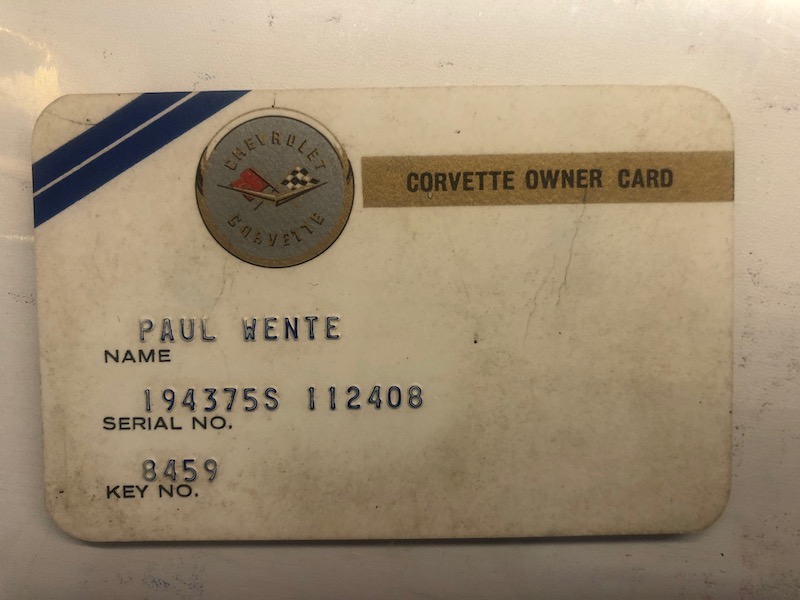 CHEVROLET
CORVETTE
CORVETTE OWNER CARD
PAUL WENTE
NAME
194375S 112408
SERIAL NO.
8459
KEY NO.